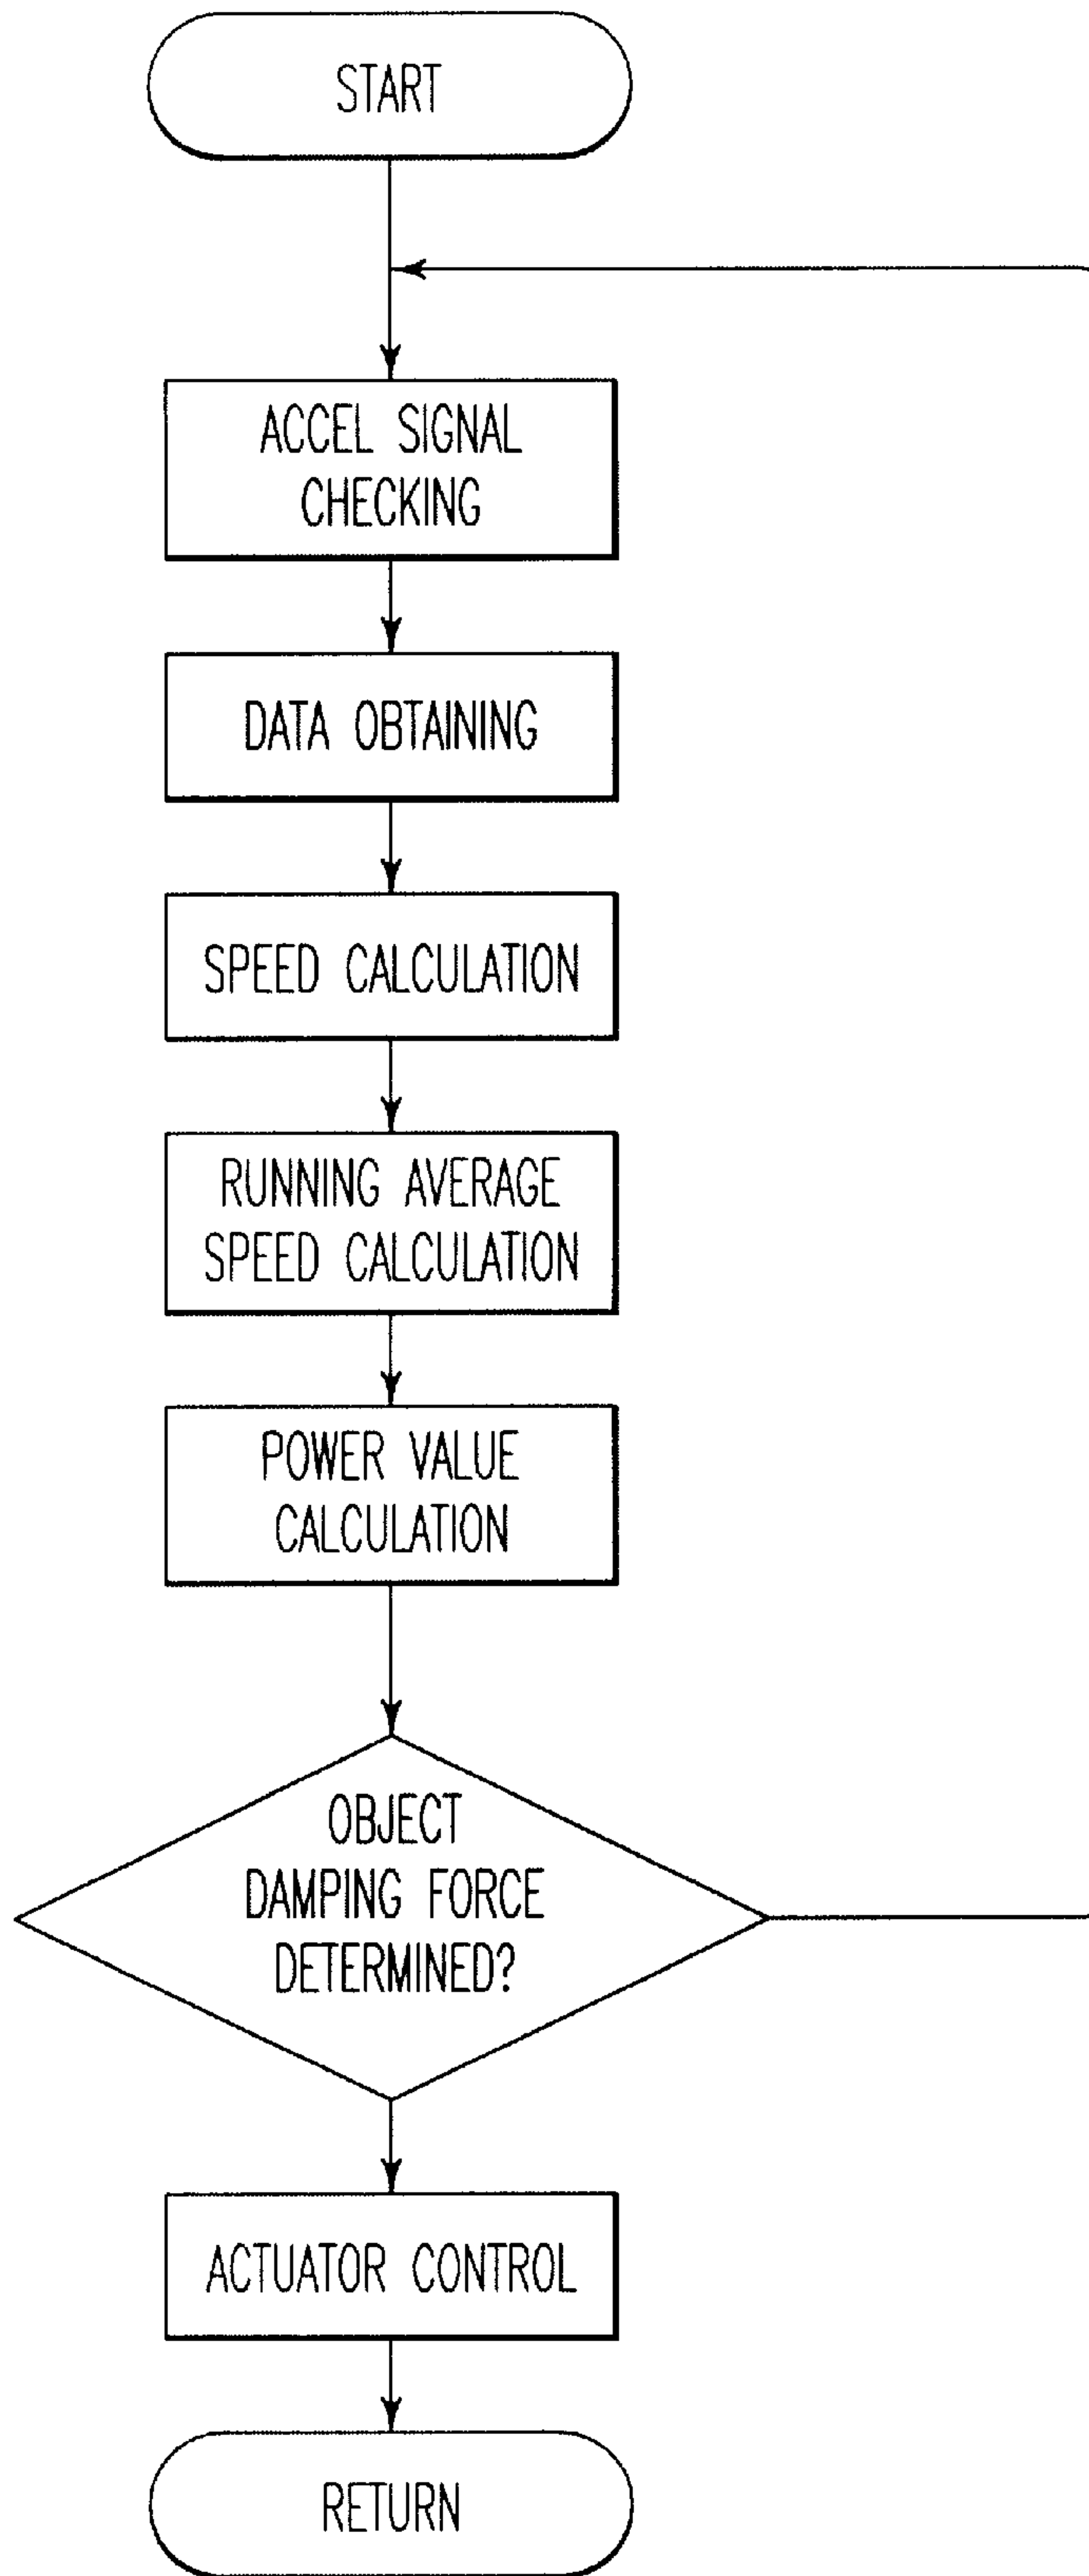 START
ACCEL SIGNAL
CHECKING
DATA OBTAINING
SPEED CALCULATION
RUNNING AVERAGE
SPEED CALCULATION
POWER VALUE
CALCULATION
OBJECT
DAMPING FORCE
DETERMINED?
ACTUATOR CONTROL
RETURN